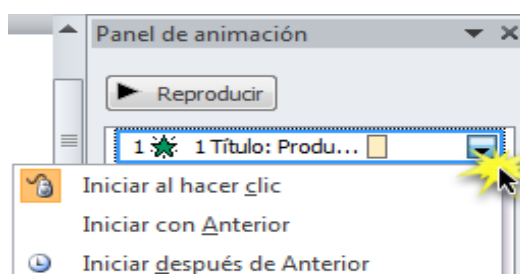 Panel de animación
Reproducir
1 1 Título: Produ...
Iniciar al hacer clic
Iniciar con Anterior
Iniciar después de Anterior